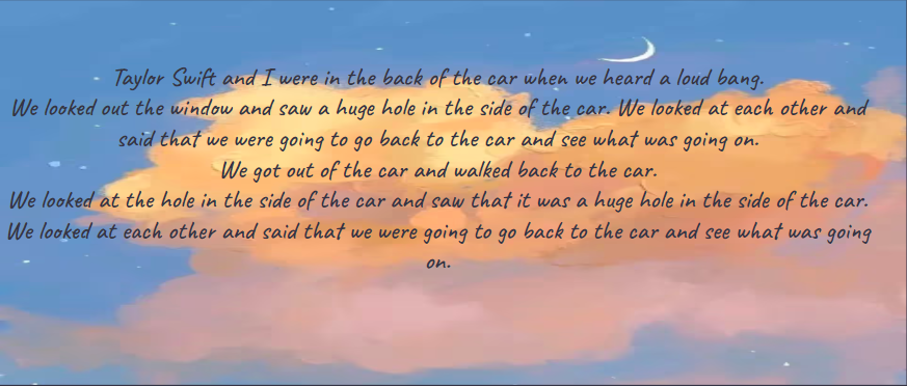 Taylor Swift and I were in the back of the car when we heard a loud bang.
We looked out the window and saw a huge hole in the side of the car. We looked at each other and
said that we were going to go back to the car and see what was going on.
We got out of the car and walked back to the car.
We looked at the hole in the side of the car and saw that it was a huge hole in the side of the car.
We looked at each other and said that we were going to go back to the car and see what was going
on.